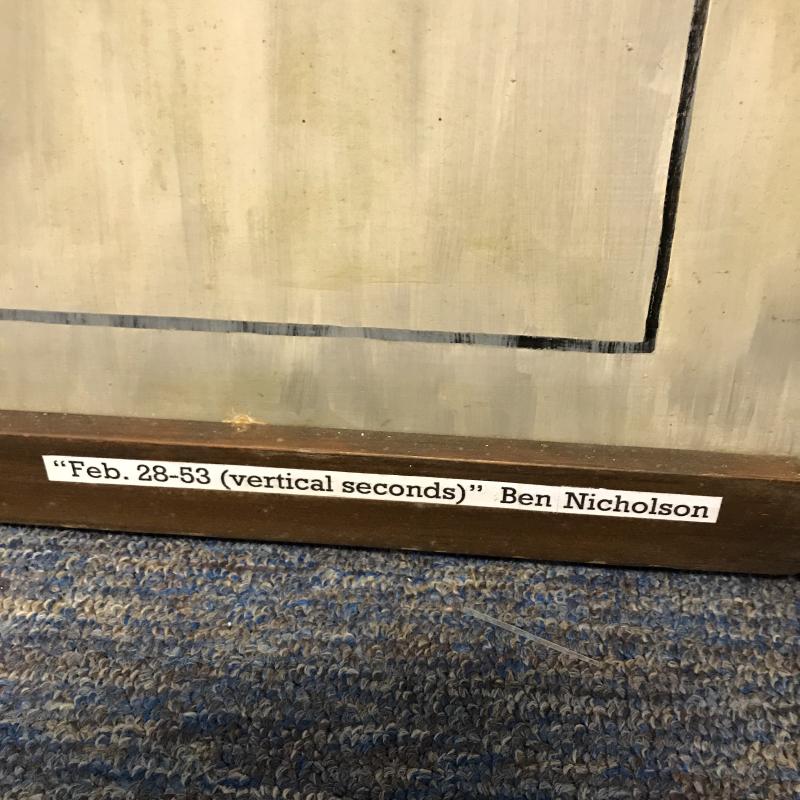 “Feb. 28-53 (vertical seconds)” Ben Nicholson